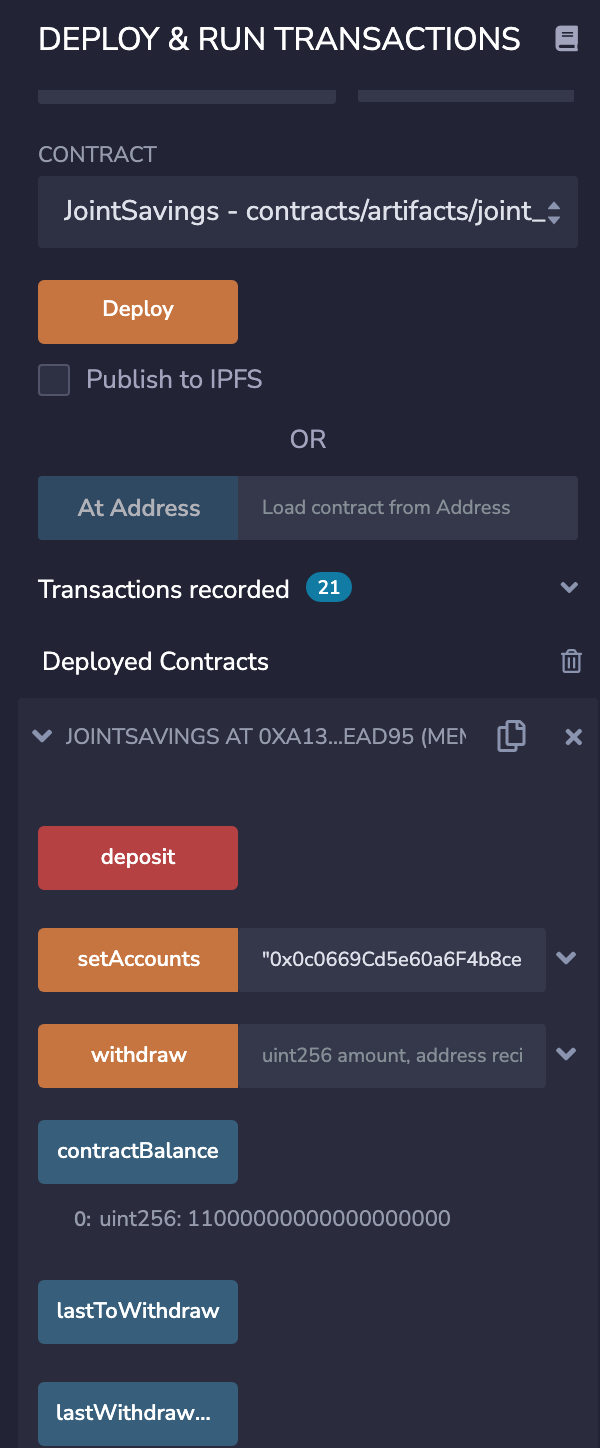 DEPLOY & RUN TRANSACTIONS
CONTRACT
JointSavings - contracts/artifacts/joint_
Deploy
Publish to IPFS
OR
At Address Load contract from Address
Transactions recorded 21
Deployed Contracts
JOINTSAVINGS AT 0XA13...EAD95 (MEM
deposit
setAccounts "0x0c0669Cd5e60a6F4b8ce
withdraw uint256 amount, address reci
contractBalance
0: uint256: 11000000000000000000
lastToWithdraw
lastWithdraw...